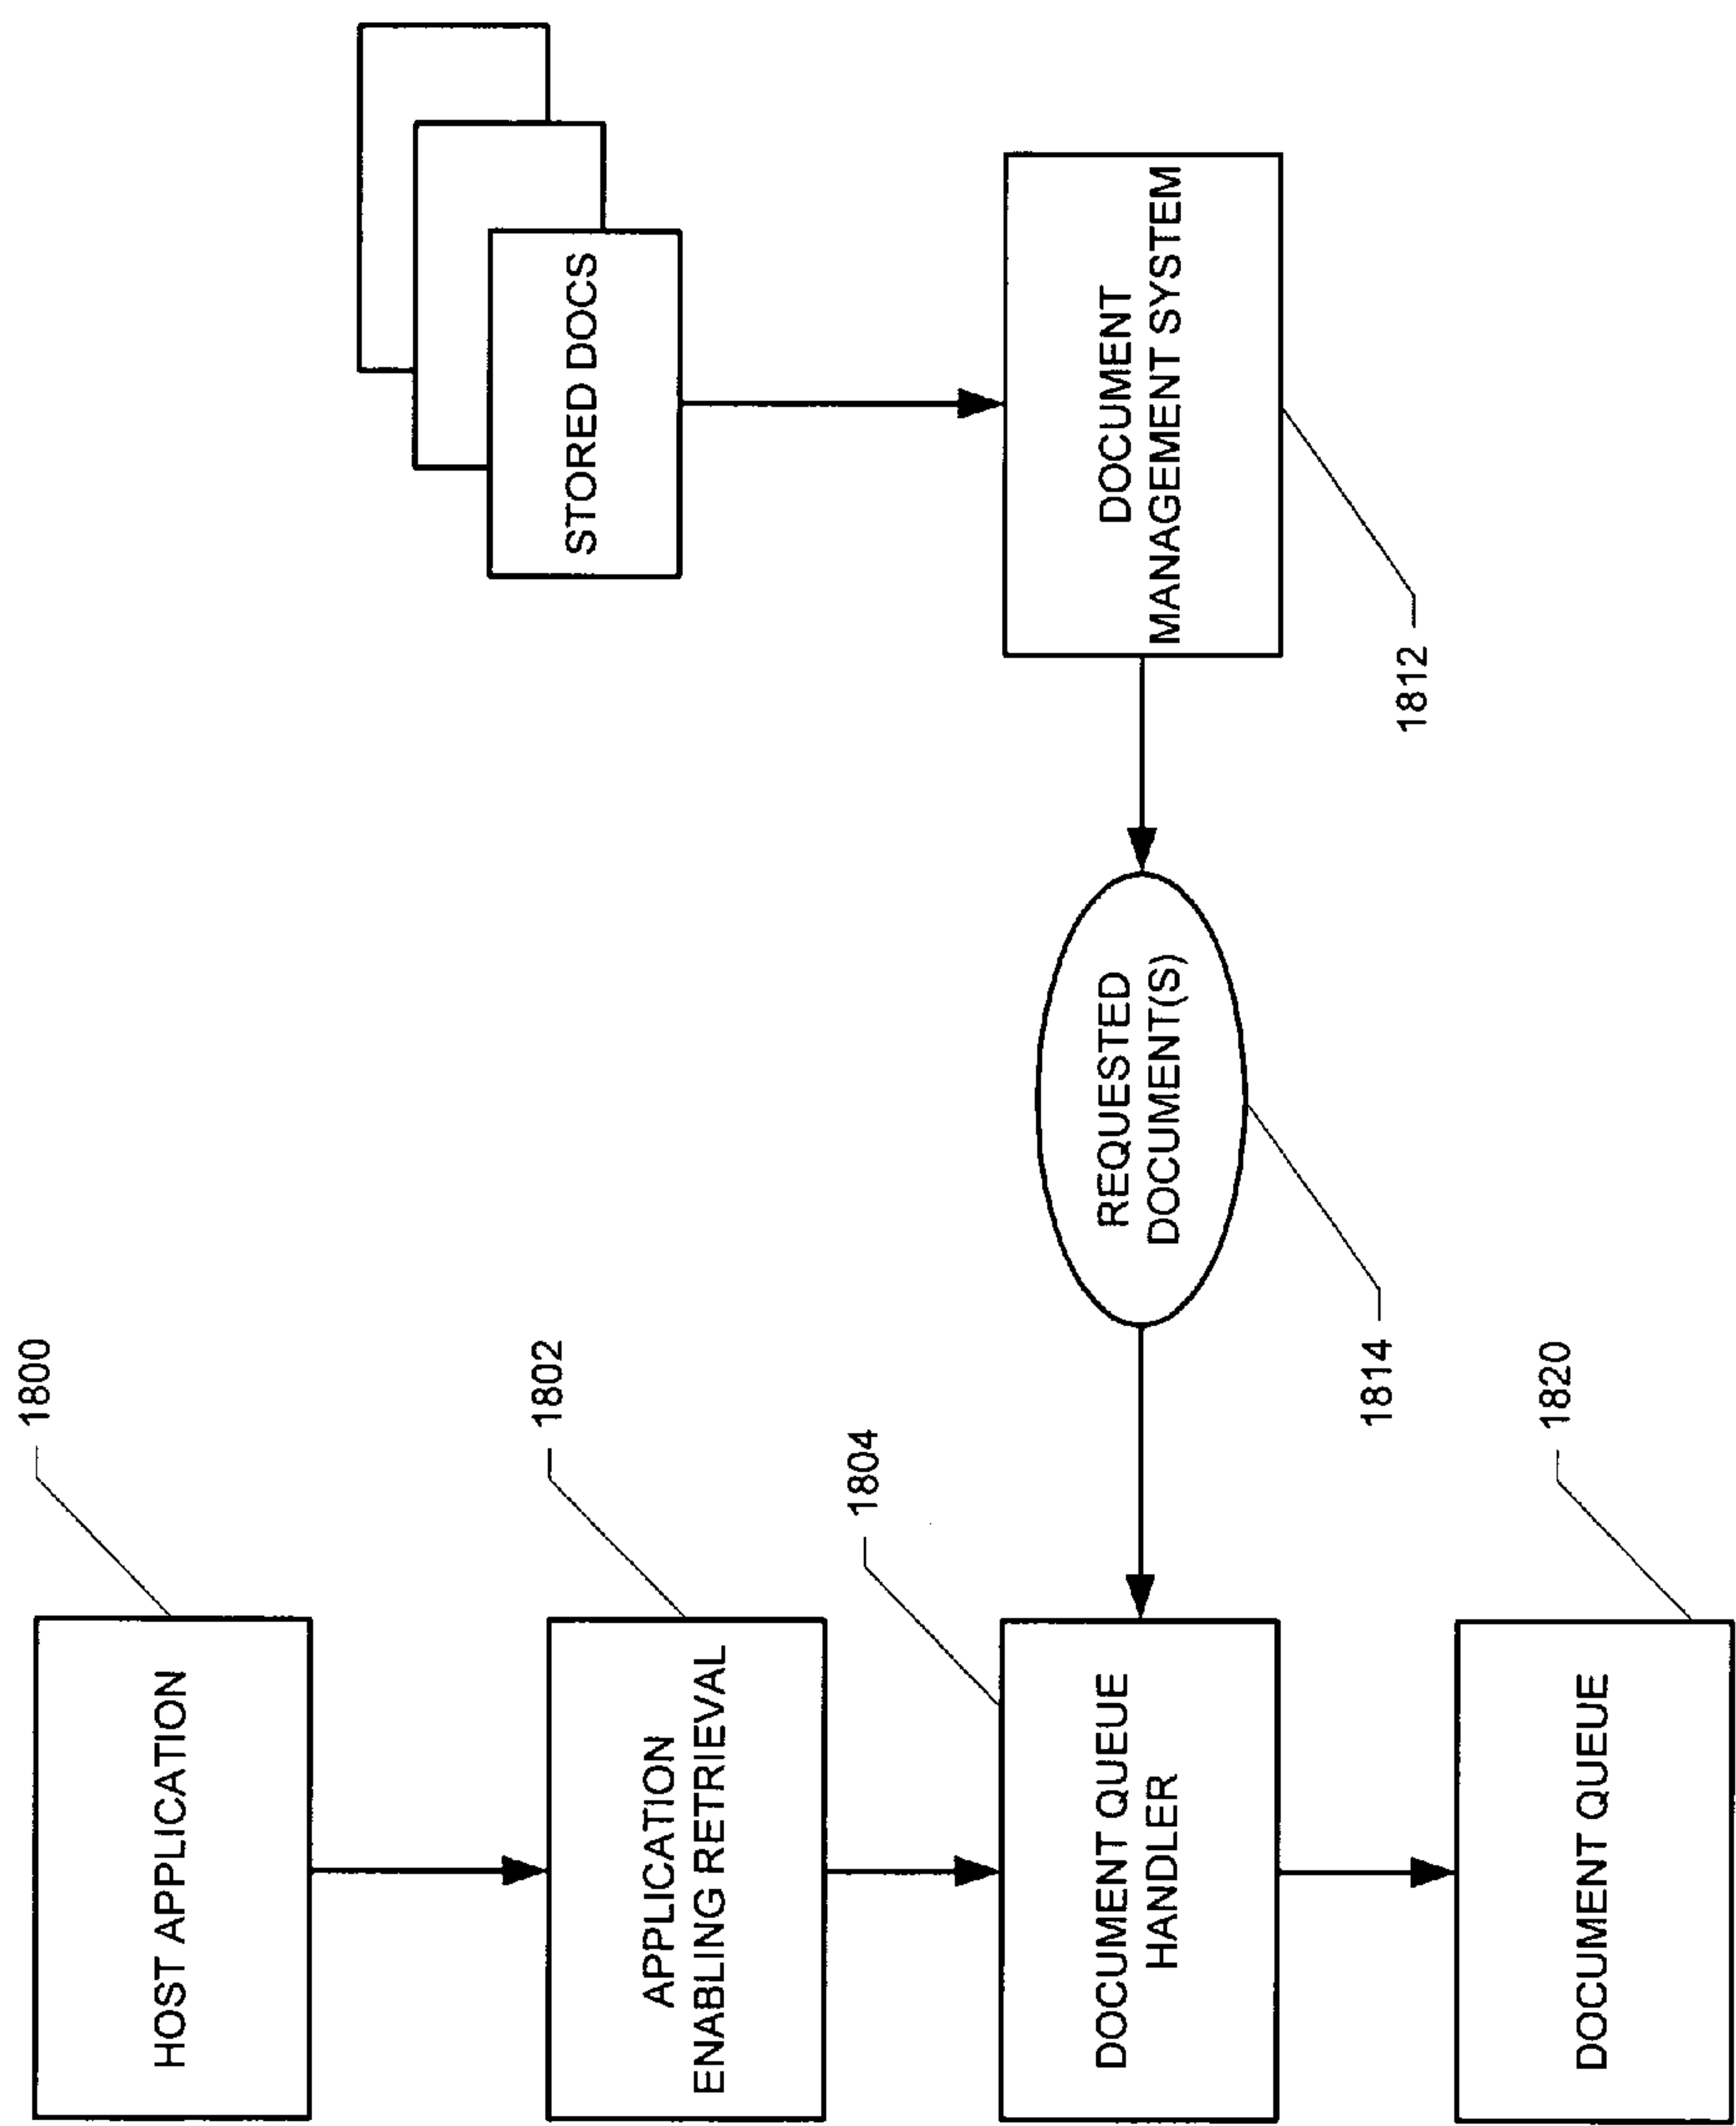 1800
HOST APPLICATION
STORED DOCS
1802
APPLICATION
ENABLING RETRIEVAL
1804
DOCUMENT QUEUE
HANDLER
REQUESTED
DOCUMENT(S)
DOCUMENT
MANAGEMENT SYSTEM
1814
1812
1820
DOCUMENT QUEUE